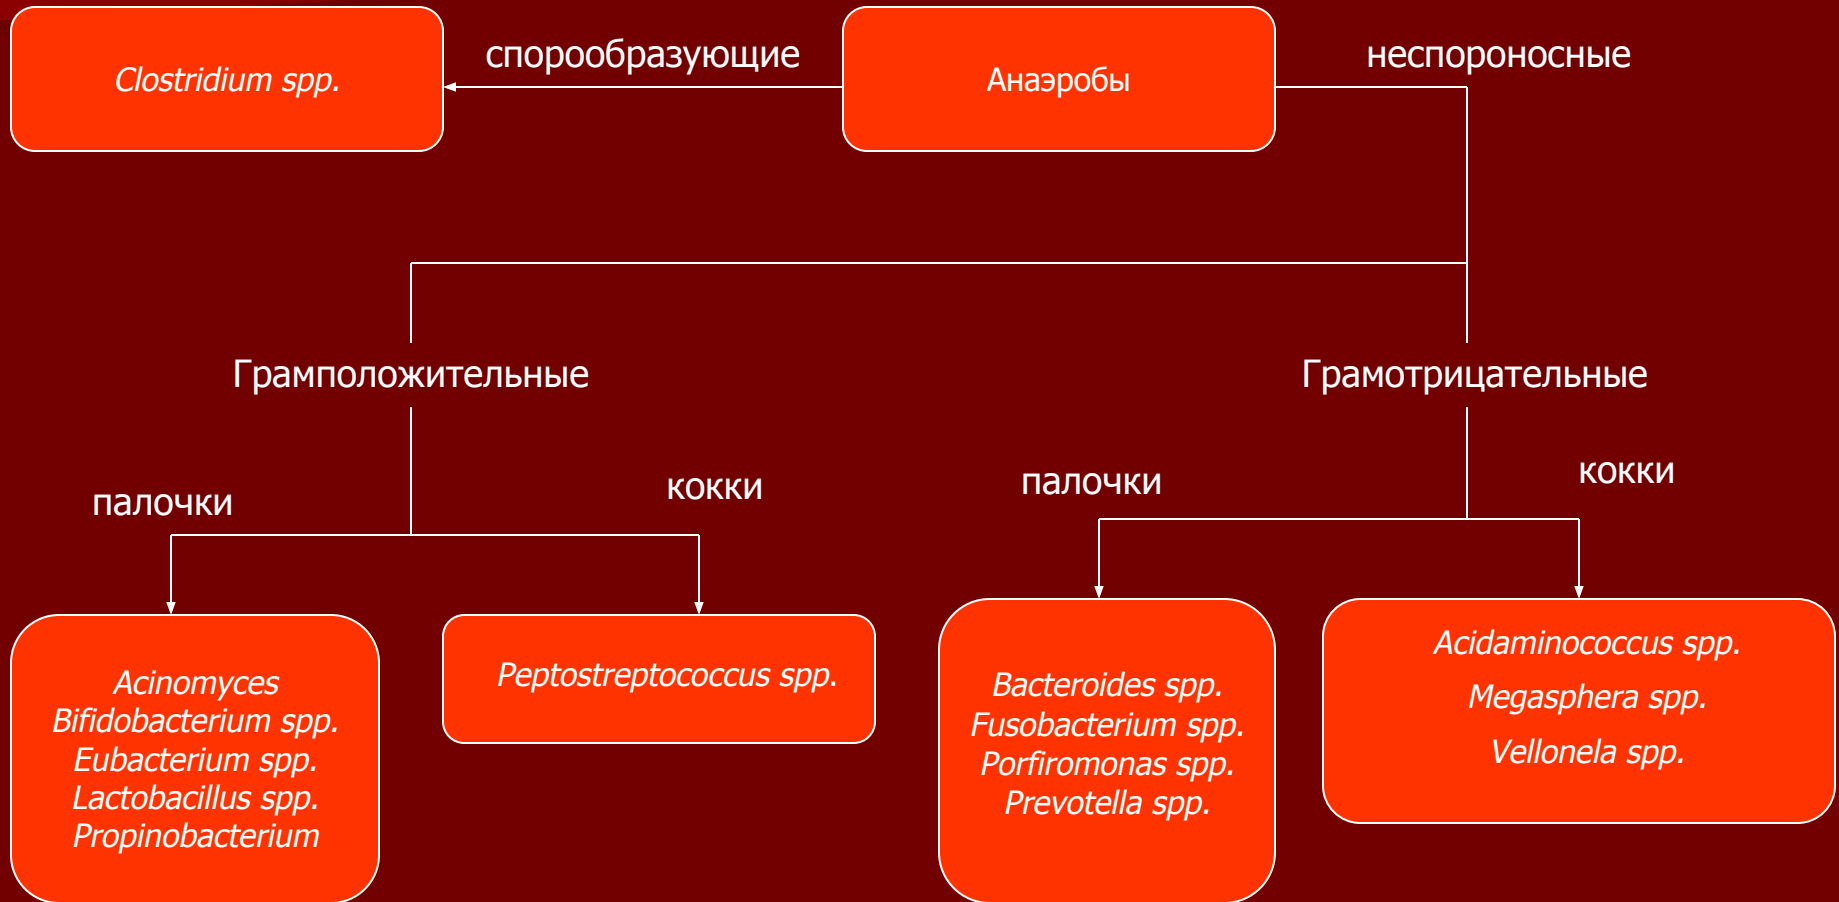 Clostridium spp.
спорообразующие
Анаэробы
неспороносные
Грамположительные
Грамотрицательные
палочки
кокки
палочки
кокки
Acinomyces
Bifidobacterium spp.
Eubacterium spp.
Lactobacillus spp.
Propinobacterium
Peptostreptococcus spp.
Bacteroides spp.
Fusobacterium spp.
Porfiromonas spp.
Prevotella spp.
Acidaminococcus spp.
Megasphera spp.
Vellonela spp.